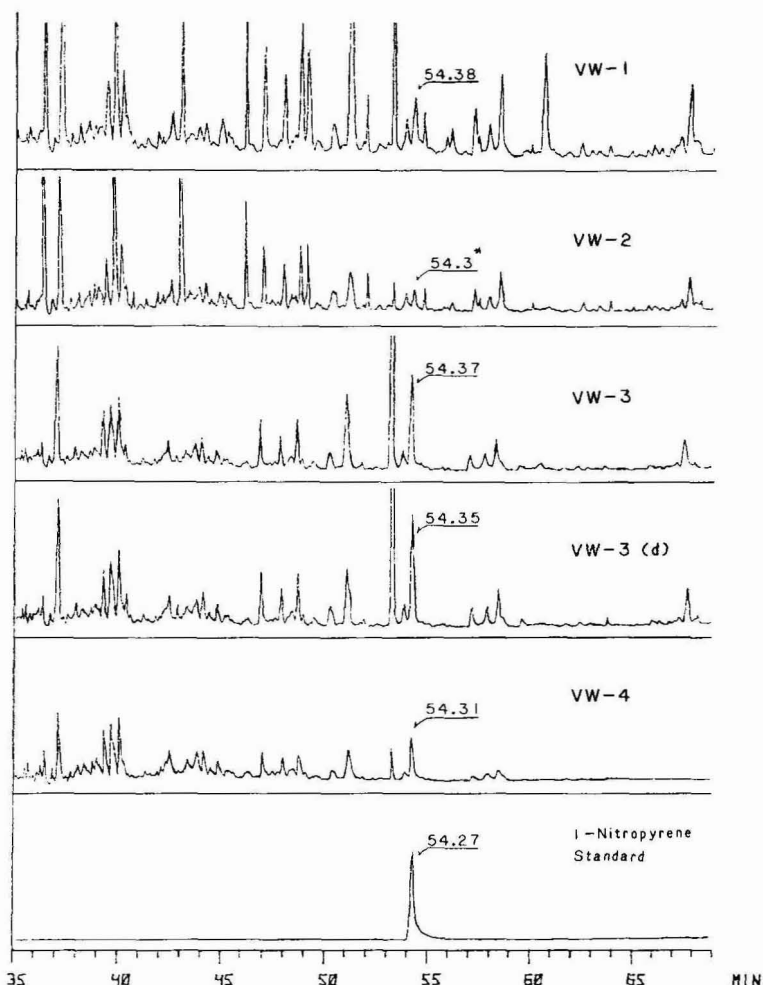 54.38
VW-1
54.3*
VW-2
54.37
VW-3
54.35
VW-3 (d)
54.31
VW-4
54.27
1-Nitropyrene
Standard
35 40 45 50 55 60 65 MIN